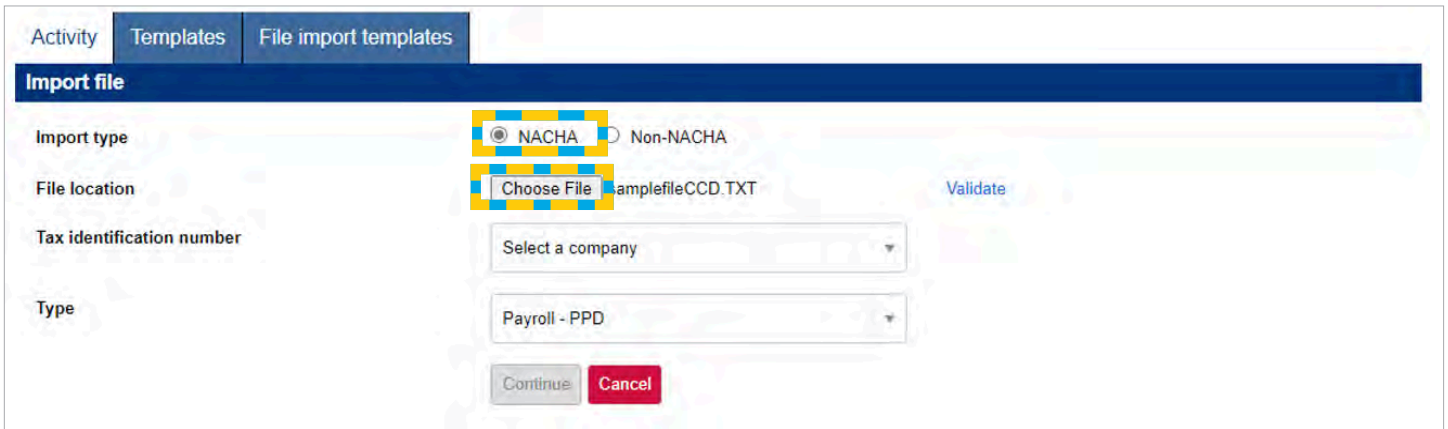 Activity Templates File import templates
Import file
Import type NACHA Non-NACHA
File location Choose File samplefileCCD.TXT Validate
Tax identification number Select a company
Type Payroll - PPD
Continue Cancel